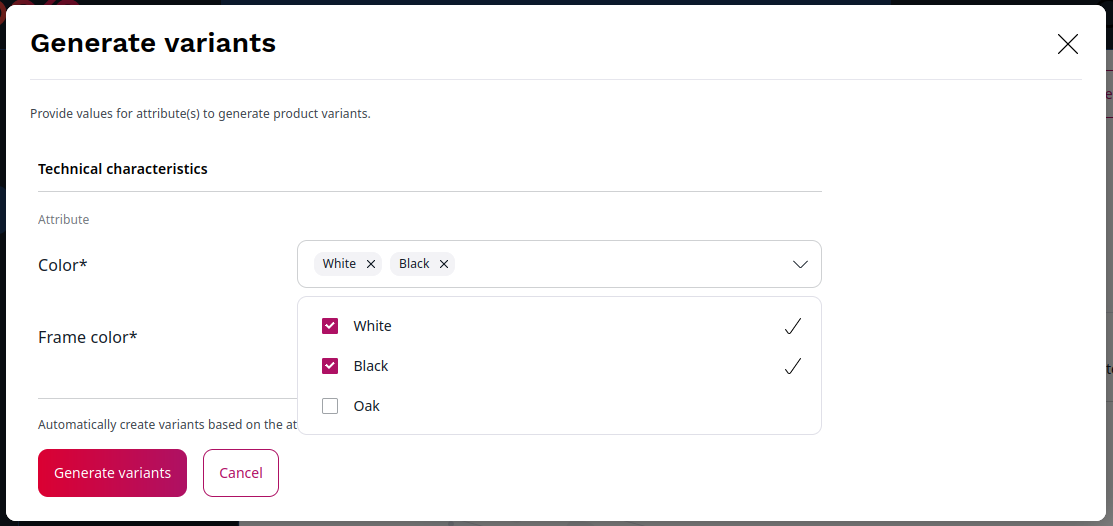 Generate variants
Provide values for attribute(s) to generate product variants.
Technical characteristics
Attribute
Color*
White
Black
Frame color*
White
Black
Oak
Automatically create variants based on the
Generate variants
Cancel